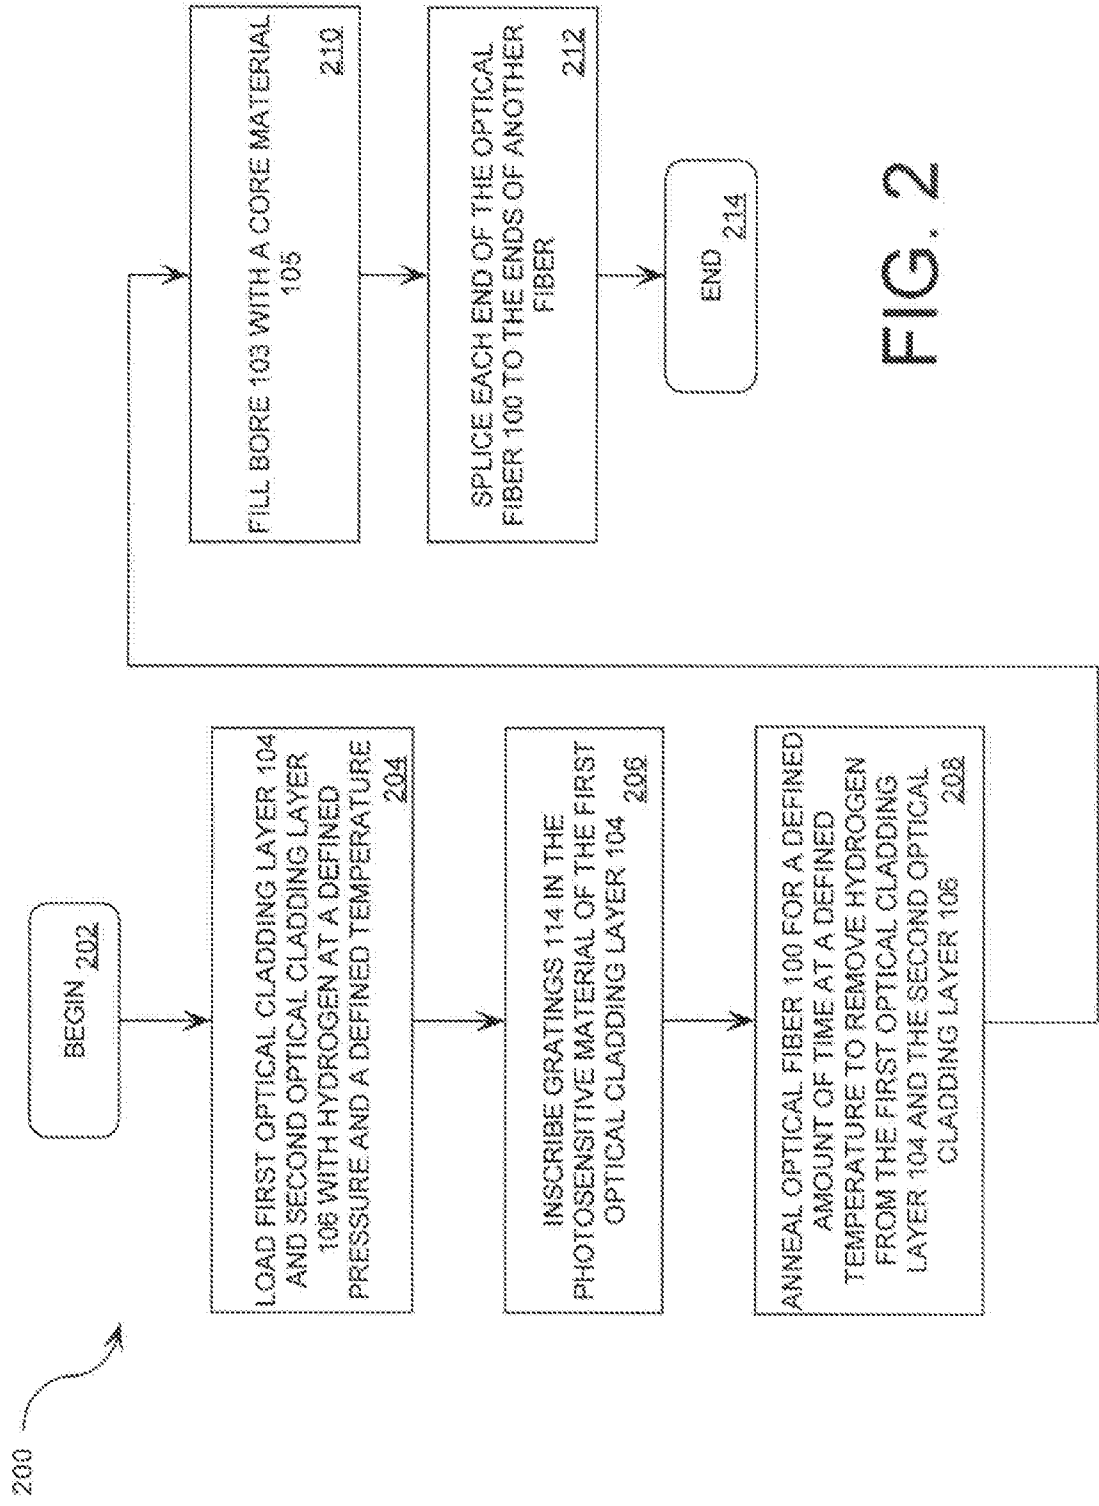 200
BEGIN
202
LOAD FIRST OPTICAL CLADDING LAYER 104
AND SECOND OPTICAL CLADDING LAYER
106 WITH HYDROGEN AT A DEFINED
PRESSURE AND A DEFINED TEMPERATURE
204
INSCRIBE GRATINGS 114 IN THE
PHOTOSENSITIVE MATERIAL OF THE FIRST
OPTICAL CLADDING LAYER 104
206
ANNEAL OPTICAL FIBER 100 FOR A DEFINED
AMOUNT OF TIME AT A DEFINED
TEMPERATURE TO REMOVE HYDROGEN
FROM THE FIRST OPTICAL CLADDING
LAYER 104 AND THE SECOND OPTICAL
CLADDING LAYER 106
208
FILL BORE 103 WITH A CORE MATERIAL
105
210
SPLICE EACH END OF THE OPTICAL
FIBER 100 TO THE ENDS OF ANOTHER
FIBER
212
END
214
FIG. 2